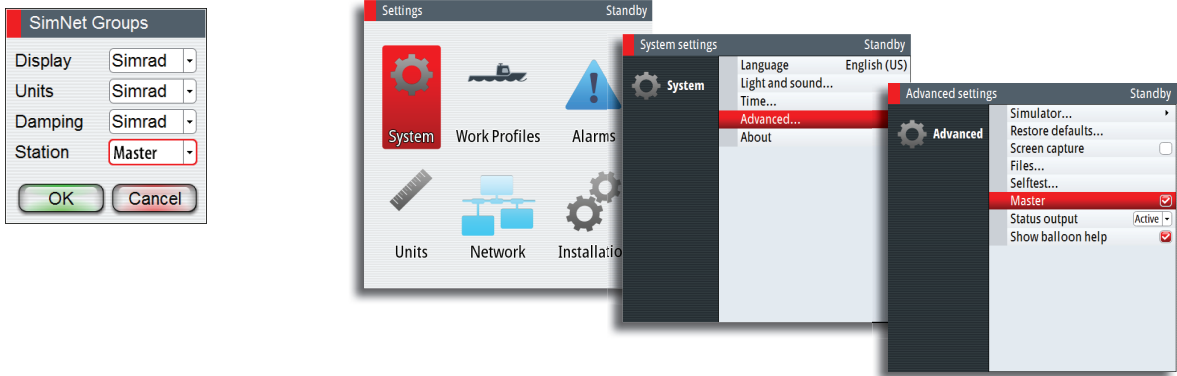 SimNet Groups
Display Simrad
Units Simrad
Damping Simrad
Station Master
OK Cancel
Settings Standby
System Work Profiles Alarms
Units Network Installatio
System settings Standby
System
Language English (US)
Light and sound...
Time...
Advanced...
About
Advanced settings Standby
Advanced
Simulator...
Restore defaults...
Screen capture
Files...
Selftest...
Master
Status output Active
Show balloon help